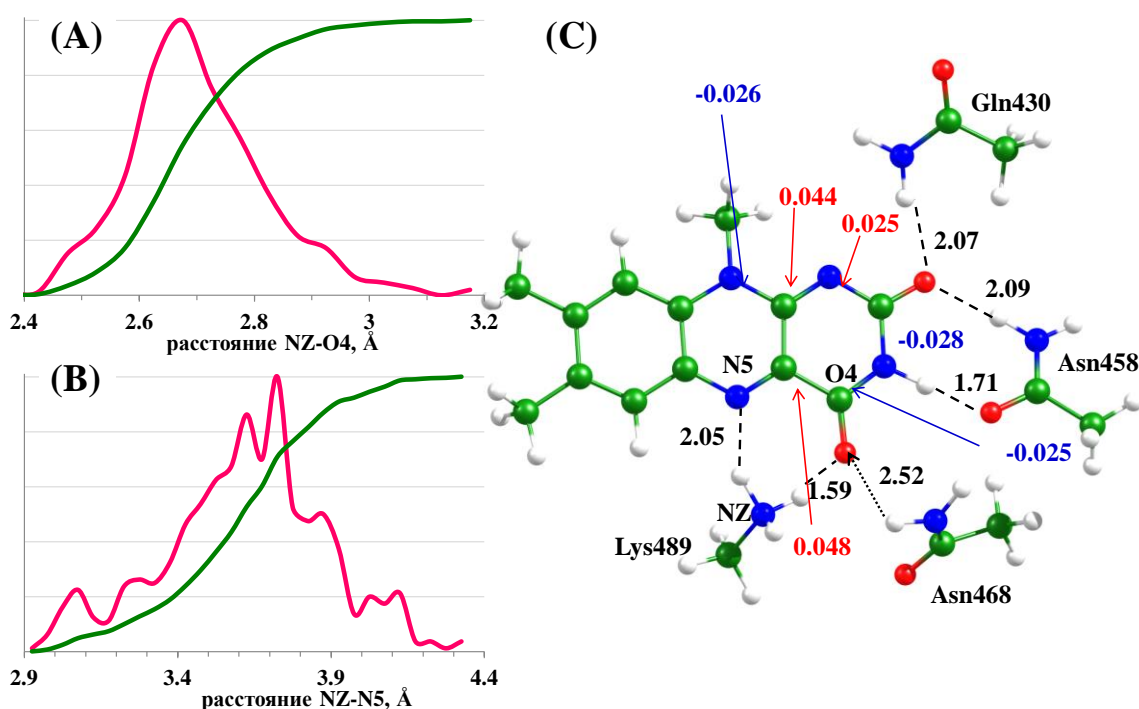 (A)
2.4 2.6 2.8 3 3.2
расстояние NZ-O4, Å
(B)
2.9 3.4 3.9 4.4
расстояние NZ-N5, Å
(C)
Gln430
-0.026
0.044
0.025
2.07
2.09
Asn458
-0.028
N5
O4
1.71
2.05
-0.025
1.59
2.52
NZ
Lys489
0.048
Asn468